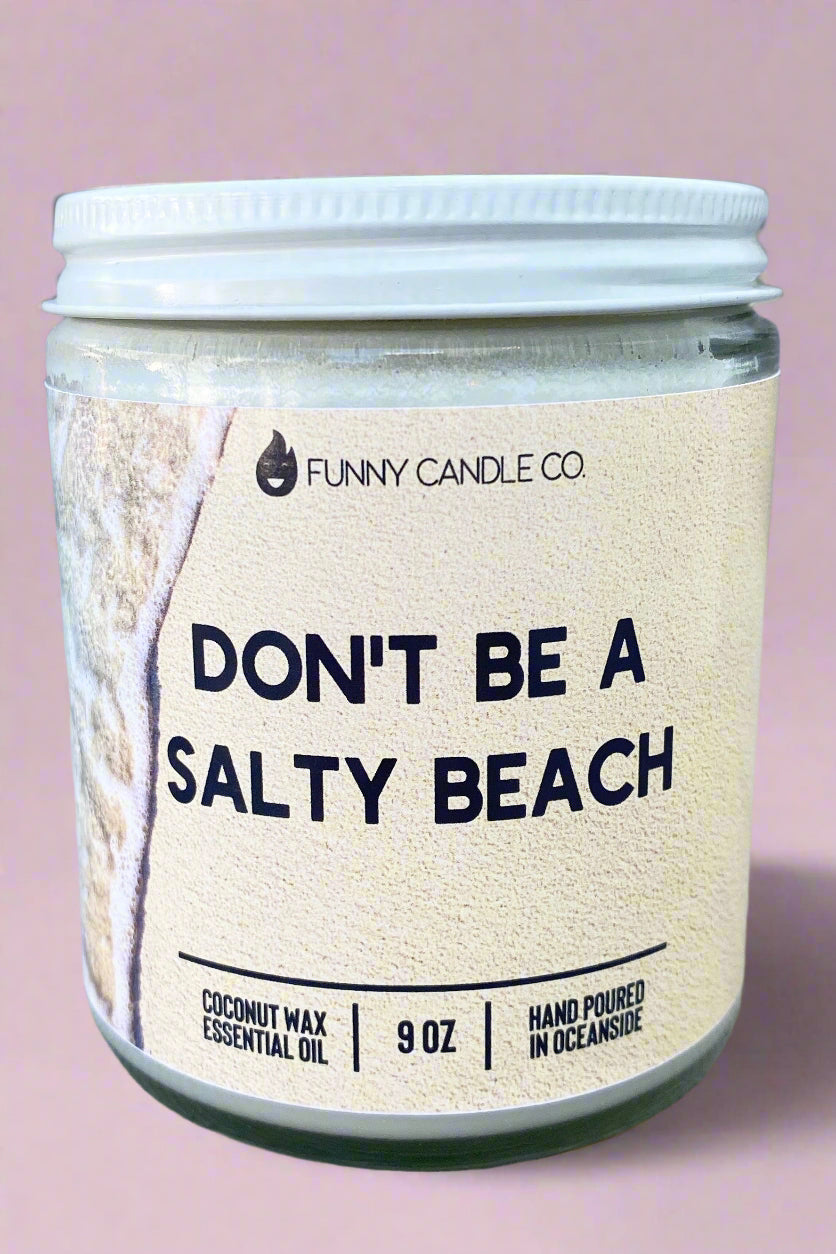 FUNNY CANDLE CO.
DON'T BE A
SALTY BEACH
COCONUT WAX
ESSENTIAL OIL
9 OZ
HAND POURED
IN OCEANSIDE